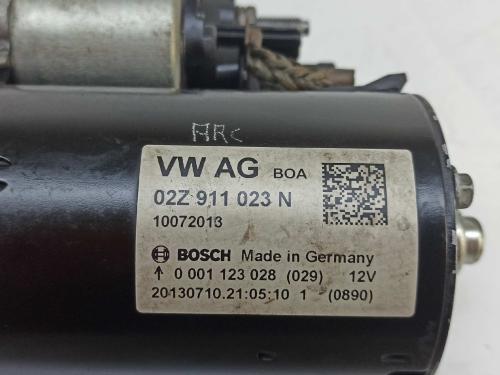 ARC
VW AG BOA
02Z 911 023 N
10072013
BOSCH Made in Germany
↑ 0 001 123 028 (029) 12V
20130710.21:05:10 1 (0890)